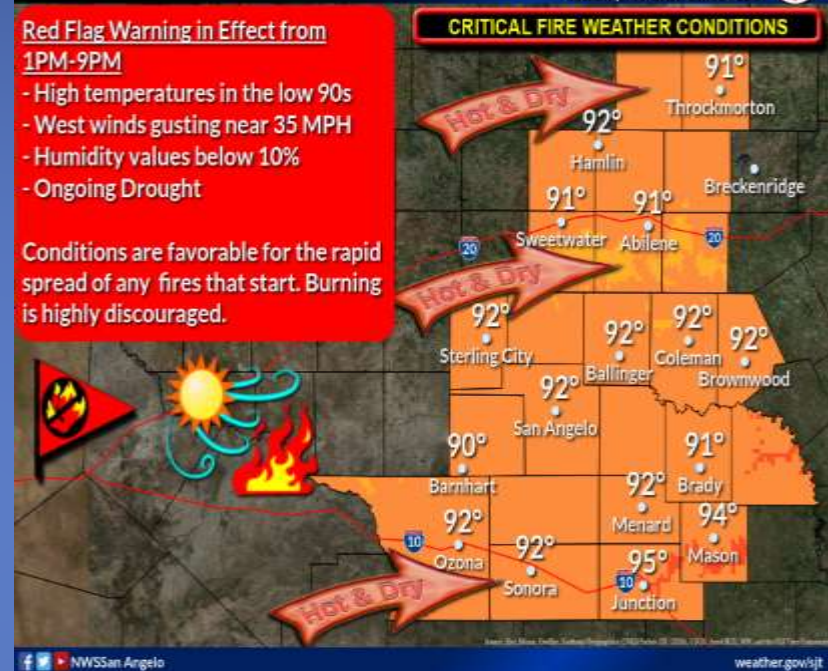 Red Flag Warning in Effect from
1PM-9PM
- High temperatures in the low 90s
- West winds gusting near 35 MPH
- Humidity values below 10%
- Ongoing Drought
Conditions are favorable for the rapid
spread of any fires that start. Burning
is highly discouraged.
CRITICAL FIRE WEATHER CONDITIONS
91°
Throckmorton
Hot & Dry
92°
Hamlin
Breckenridge
91°
Sweetwater
91°
Abilene
20
20
Hot & Dry
92°
Sterling City
92°
Ballinger
92°
Coleman
92°
Brownwood
92°
San Angelo
90°
Barnhart
91°
Brady
92°
Menard
94°
Mason
10
92°
Ozona
92°
Sonora
10
95°
Junction
Hot & Dry
NWSSan Angelo
weather.gov/sjt